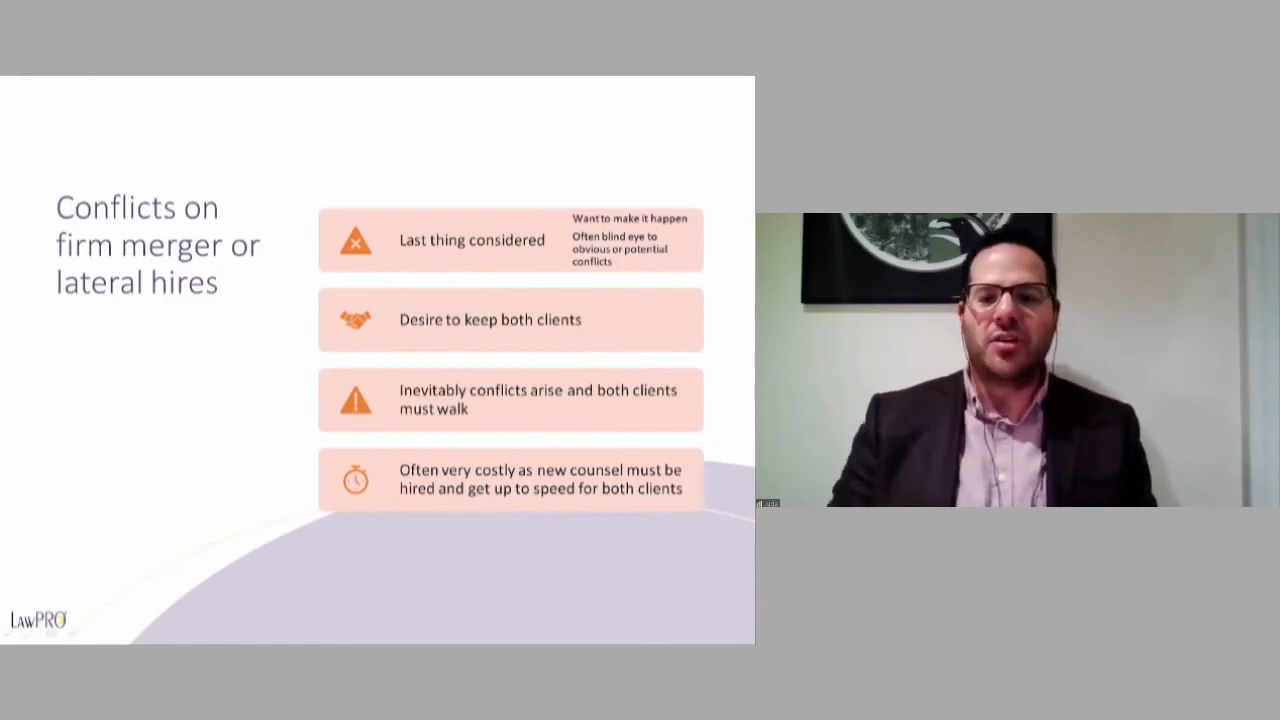 Conflicts on
firm merger or
lateral hires
Last thing considered
Want to make it happen
Often blind eye to
obvious or potential
conflicts
Desire to keep both clients
Inevitably conflicts arise and both clients
must walk
Often very costly as new counsel must be
hired and get up to speed for both clients
LAWPRO